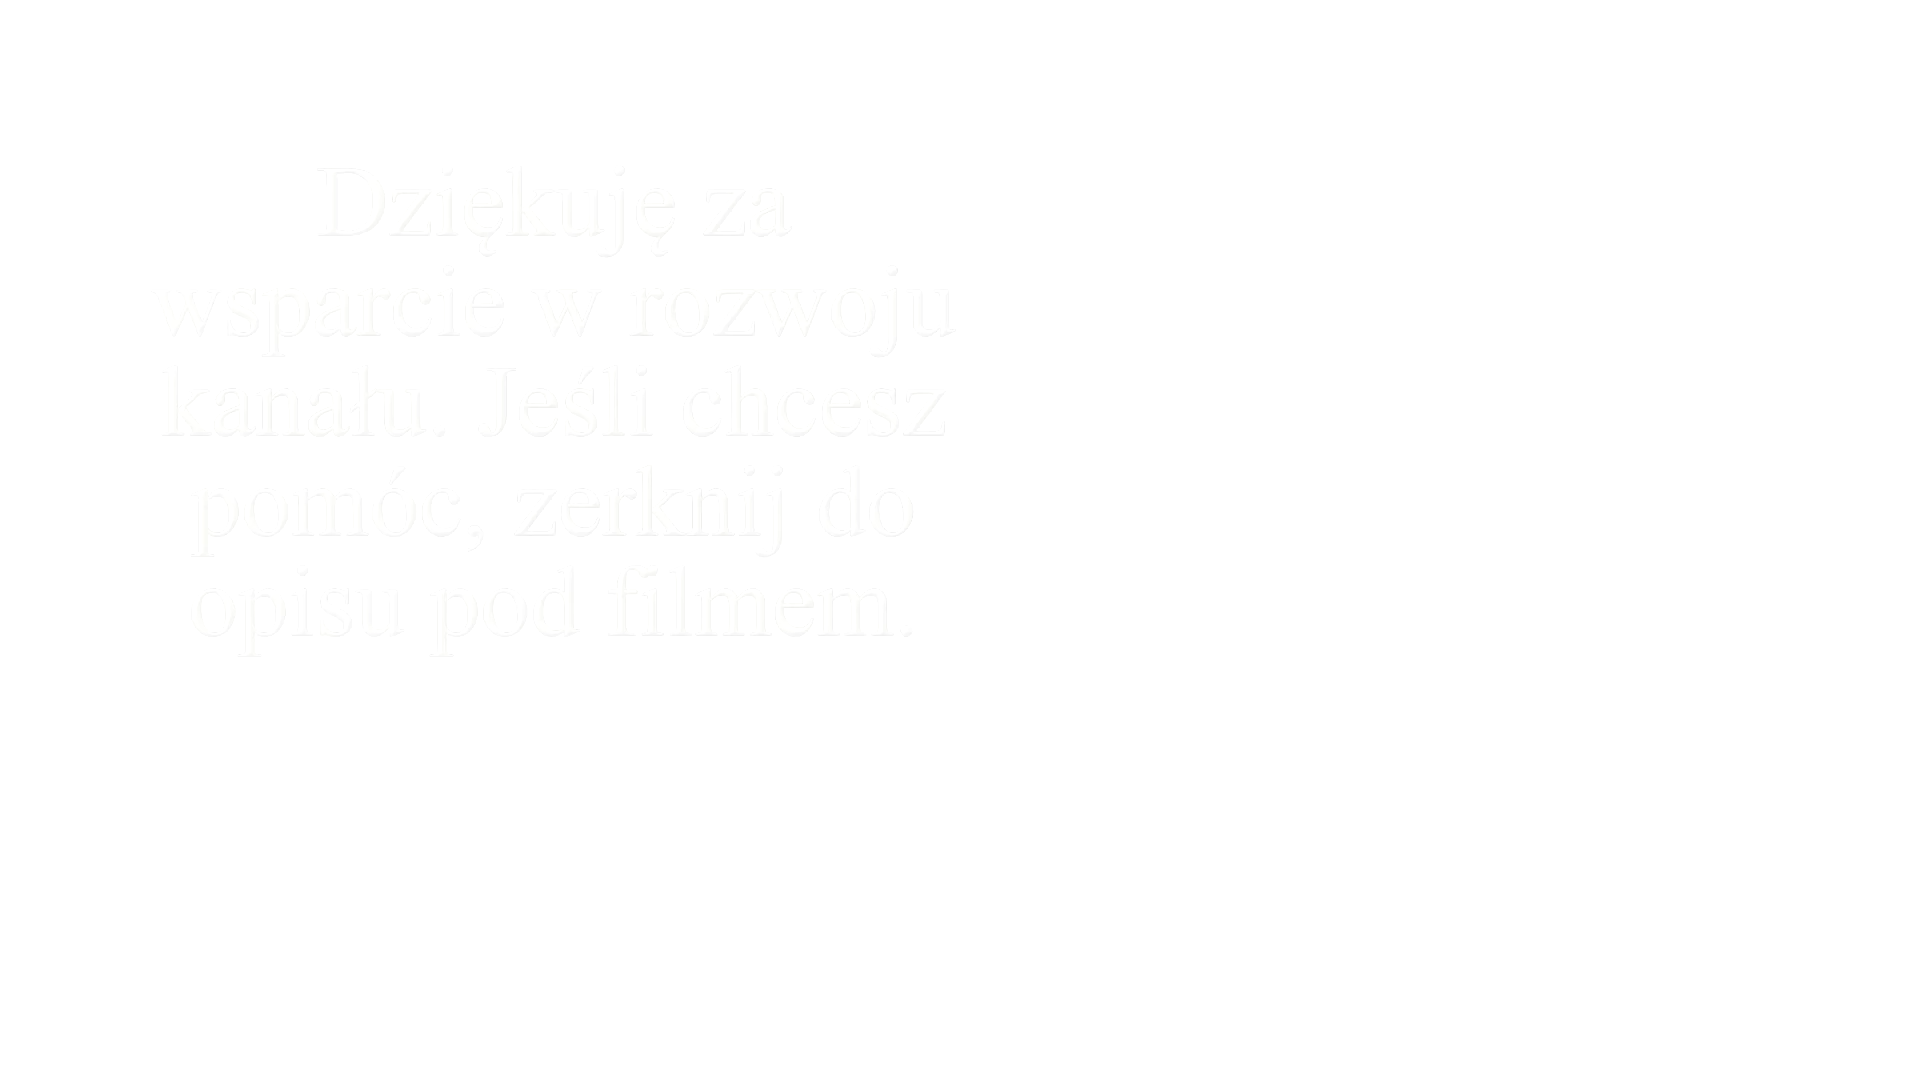 Dziękuję za
wsparcie w rozwoju
kanału. Jeśli chcesz
pomóc, zerknij do
opisu pod filmem.